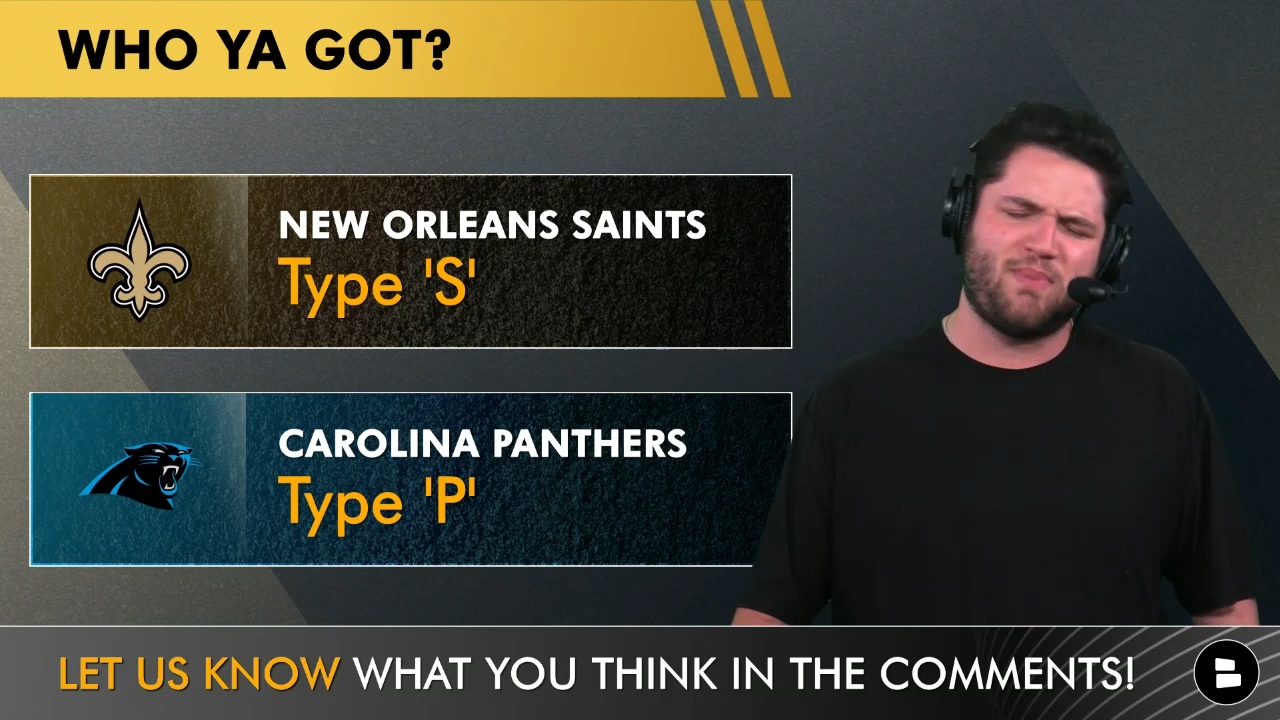 WHO YA GOT?
NEW ORLEANS SAINTS
Type 'S'
CAROLINA PANTHERS
Type 'P'
LET US KNOW WHAT YOU THINK IN THE COMMENTS!